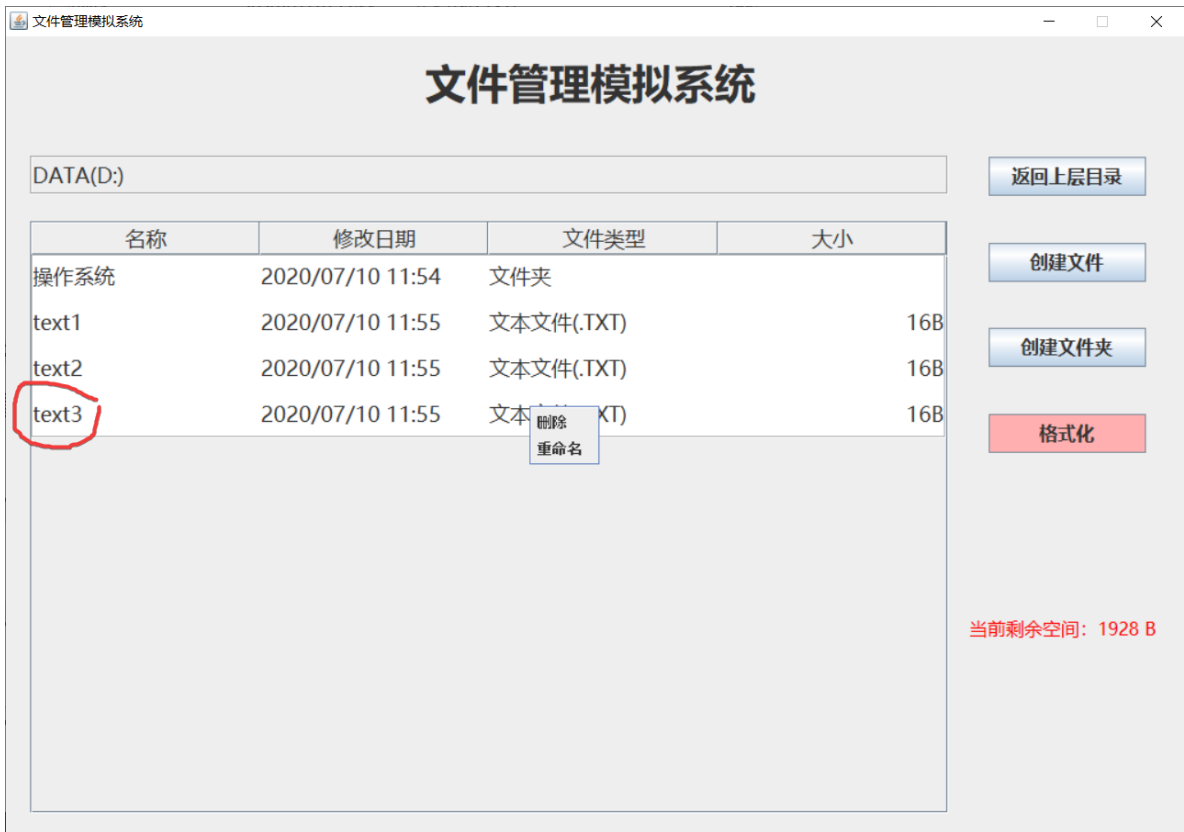 文件管理模拟系统
文件管理模拟系统
DATA(D:)
返回上层目录
名称 修改日期 文件类型 大小
操作系统 2020/07/10 11:54 文件夹
创建文件
text1 2020/07/10 11:55 文本文件(.TXT) 16B
创建文件夹
text2 2020/07/10 11:55 文本文件(.TXT) 16B
text3 2020/07/10 11:55 文本 XT) 16B
删除
重命名
格式化
当前剩余空间：1928 B